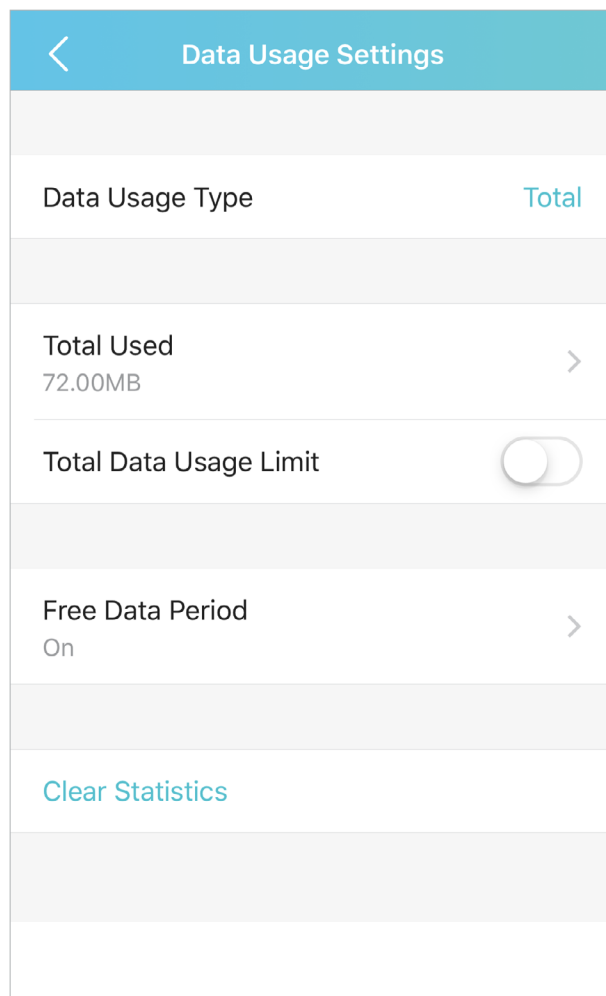 Data Usage Settings
Data Usage Type
Total
Total Used
72.00MB
Total Data Usage Limit
Free Data Period
On
Clear Statistics